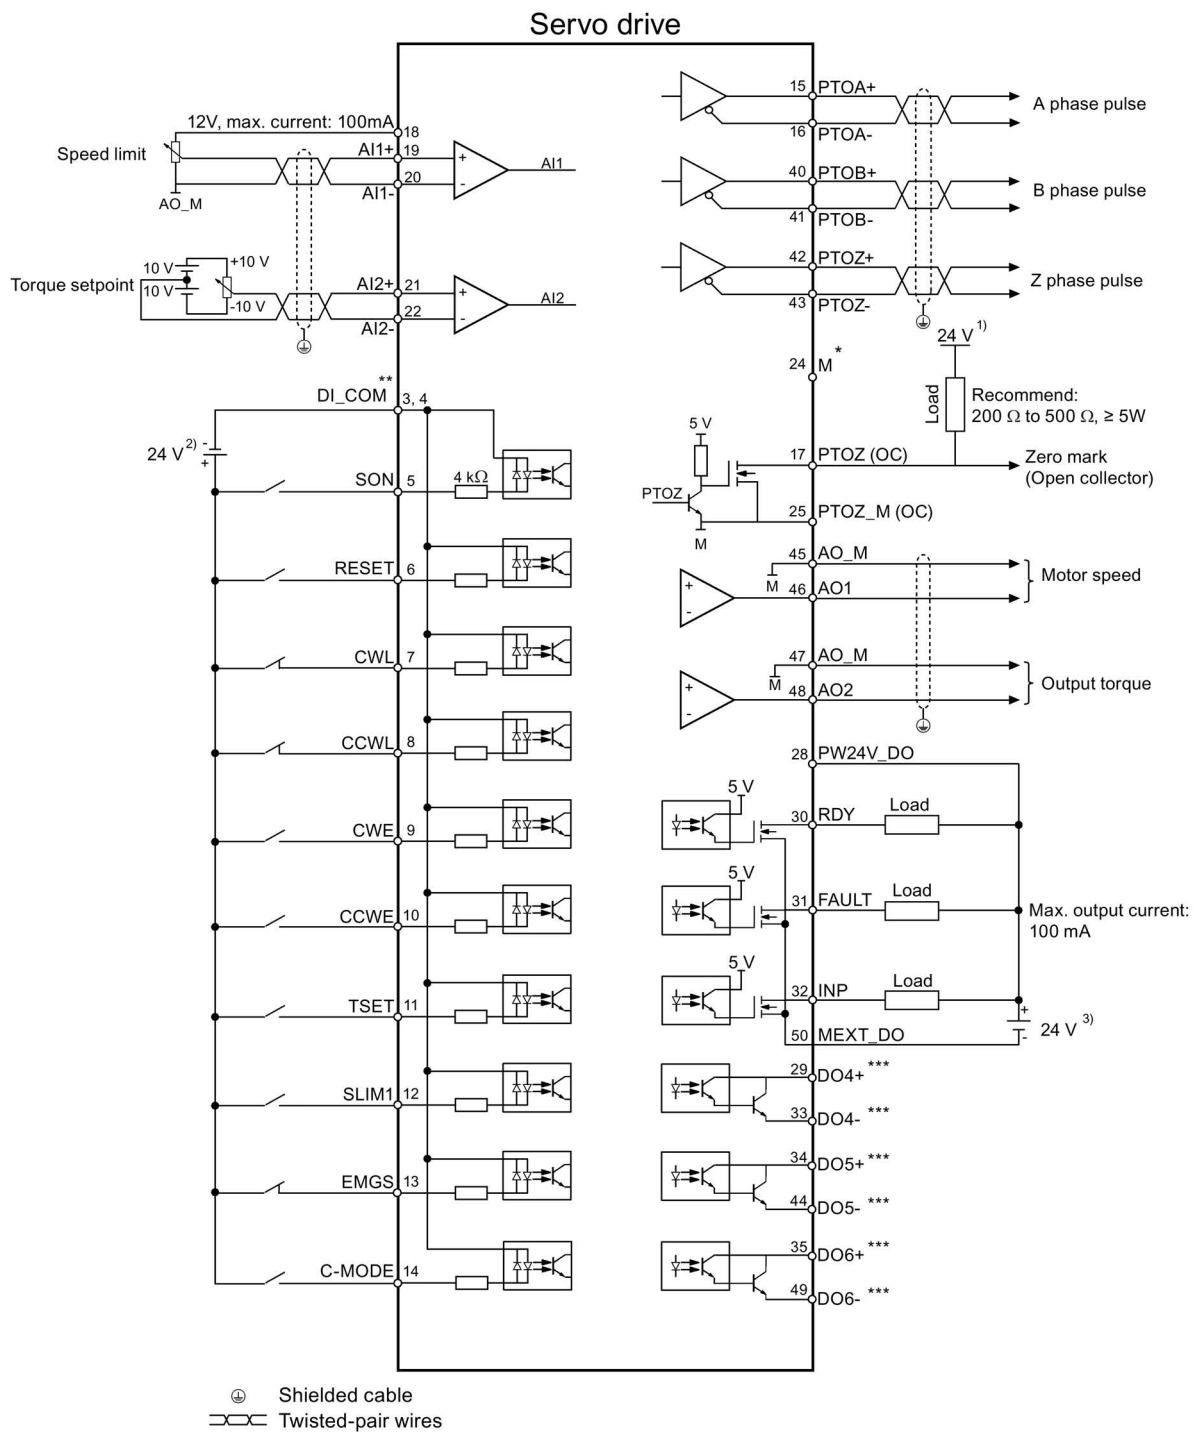 Servo drive
12V, max. current: 100mA
18
Speed limit
AI1+
19
AI1
20
AI1-
AO_M
+10 V
10 V
Torque setpoint
10 V
-10 V
AI2+
21
AI2
22
AI2-
**
DI_COM
3, 4
24 V 2)
-
+
SON
5
4 kΩ
RESET
6
CWL
7
CCWL
8
CWE
9
CCWE
10
TSET
11
SLIM1
12
EMGS
13
C-MODE
14
15
PTOA+
A phase pulse
16
PTOA-
40
PTOB+
B phase pulse
41
PTOB-
42
PTOZ+
Z phase pulse
43
PTOZ-
24
M *
24 V 1)
Load
Recommend:
200 Ω to 500 Ω, ≥ 5W
5 V
17
PTOZ (OC)
Zero mark
(Open collector)
PTOZ
25
PTOZ_M (OC)
M
45
AO_M
M
Motor speed
46
AO1
+
-
47
AO_M
M
Output torque
48
AO2
+
-
28
PW24V_DO
5 V
30
RDY
Load
5 V
31
FAULT
Load
Max. output current:
100 mA
5 V
32
INP
Load
+
24 V 3)
-
50
MEXT_DO
29
DO4+ ***
33
DO4- ***
34
DO5+ ***
44
DO5- ***
35
DO6+ ***
49
DO6- ***
Shielded cable
Twisted-pair wires